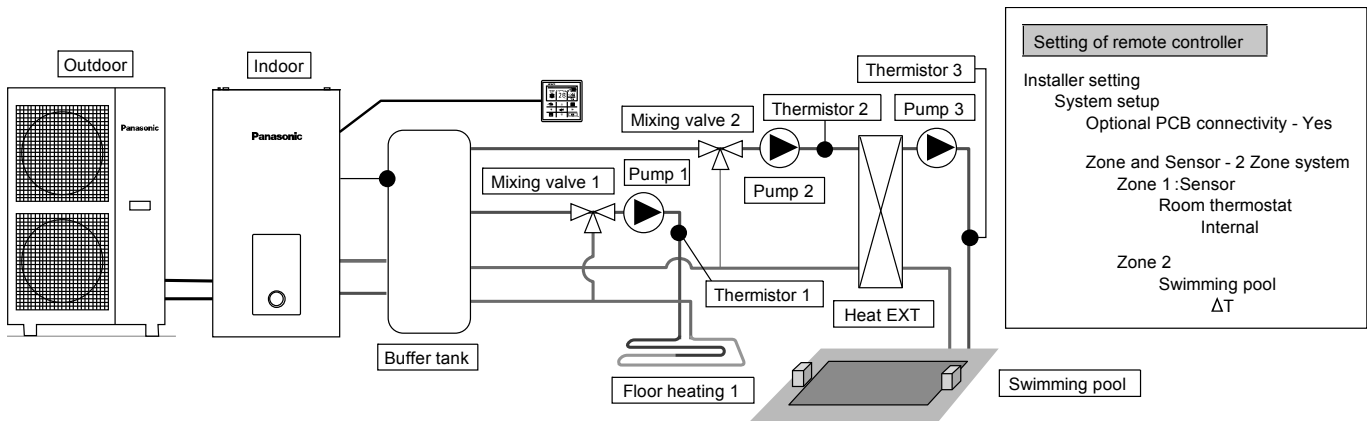 Outdoor
Indoor
Panasonic
Panasonic
28
Buffer tank
Mixing valve 1
Pump 1
Thermistor 1
Floor heating 1
Mixing valve 2
Pump 2
Thermistor 2
Heat EXT
Pump 3
Thermistor 3
Swimming pool
Setting of remote controller
Installer setting
System setup
Optional PCB connectivity - Yes
Zone and Sensor - 2 Zone system
Zone 1 :Sensor
Room thermostat
Internal
Zone 2
Swimming pool
ΔT